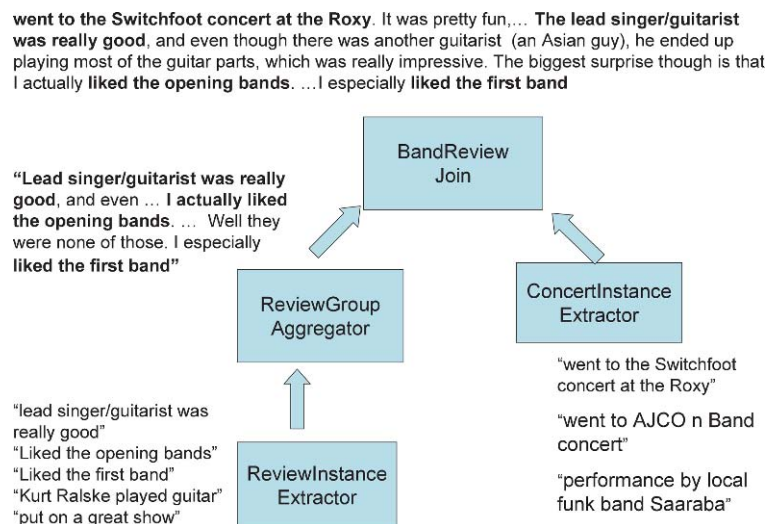 went to the Switchfoot concert at the Roxy. It was pretty fun,... The lead singer/guitarist
was really good, and even though there was another guitarist (an Asian guy), he ended up
playing most of the guitar parts, which was really impressive. The biggest surprise though is that
I actually liked the opening bands. ...I especially liked the first band
BandReview
Join
“Lead singer/guitarist was really
good, and even ... I actually liked
the opening bands. ... Well they
were none of those. I especially
liked the first band”
ReviewGroup
Aggregator
ConcertInstance
Extractor
“went to the Switchfoot
concert at the Roxy”
“went to AJCO n Band
concert”
“performance by local
funk band Saaraba”
“lead singer/guitarist was
really good”
“Liked the opening bands”
“Liked the first band”
“Kurt Ralske played guitar”
“put on a great show”
ReviewInstance
Extractor